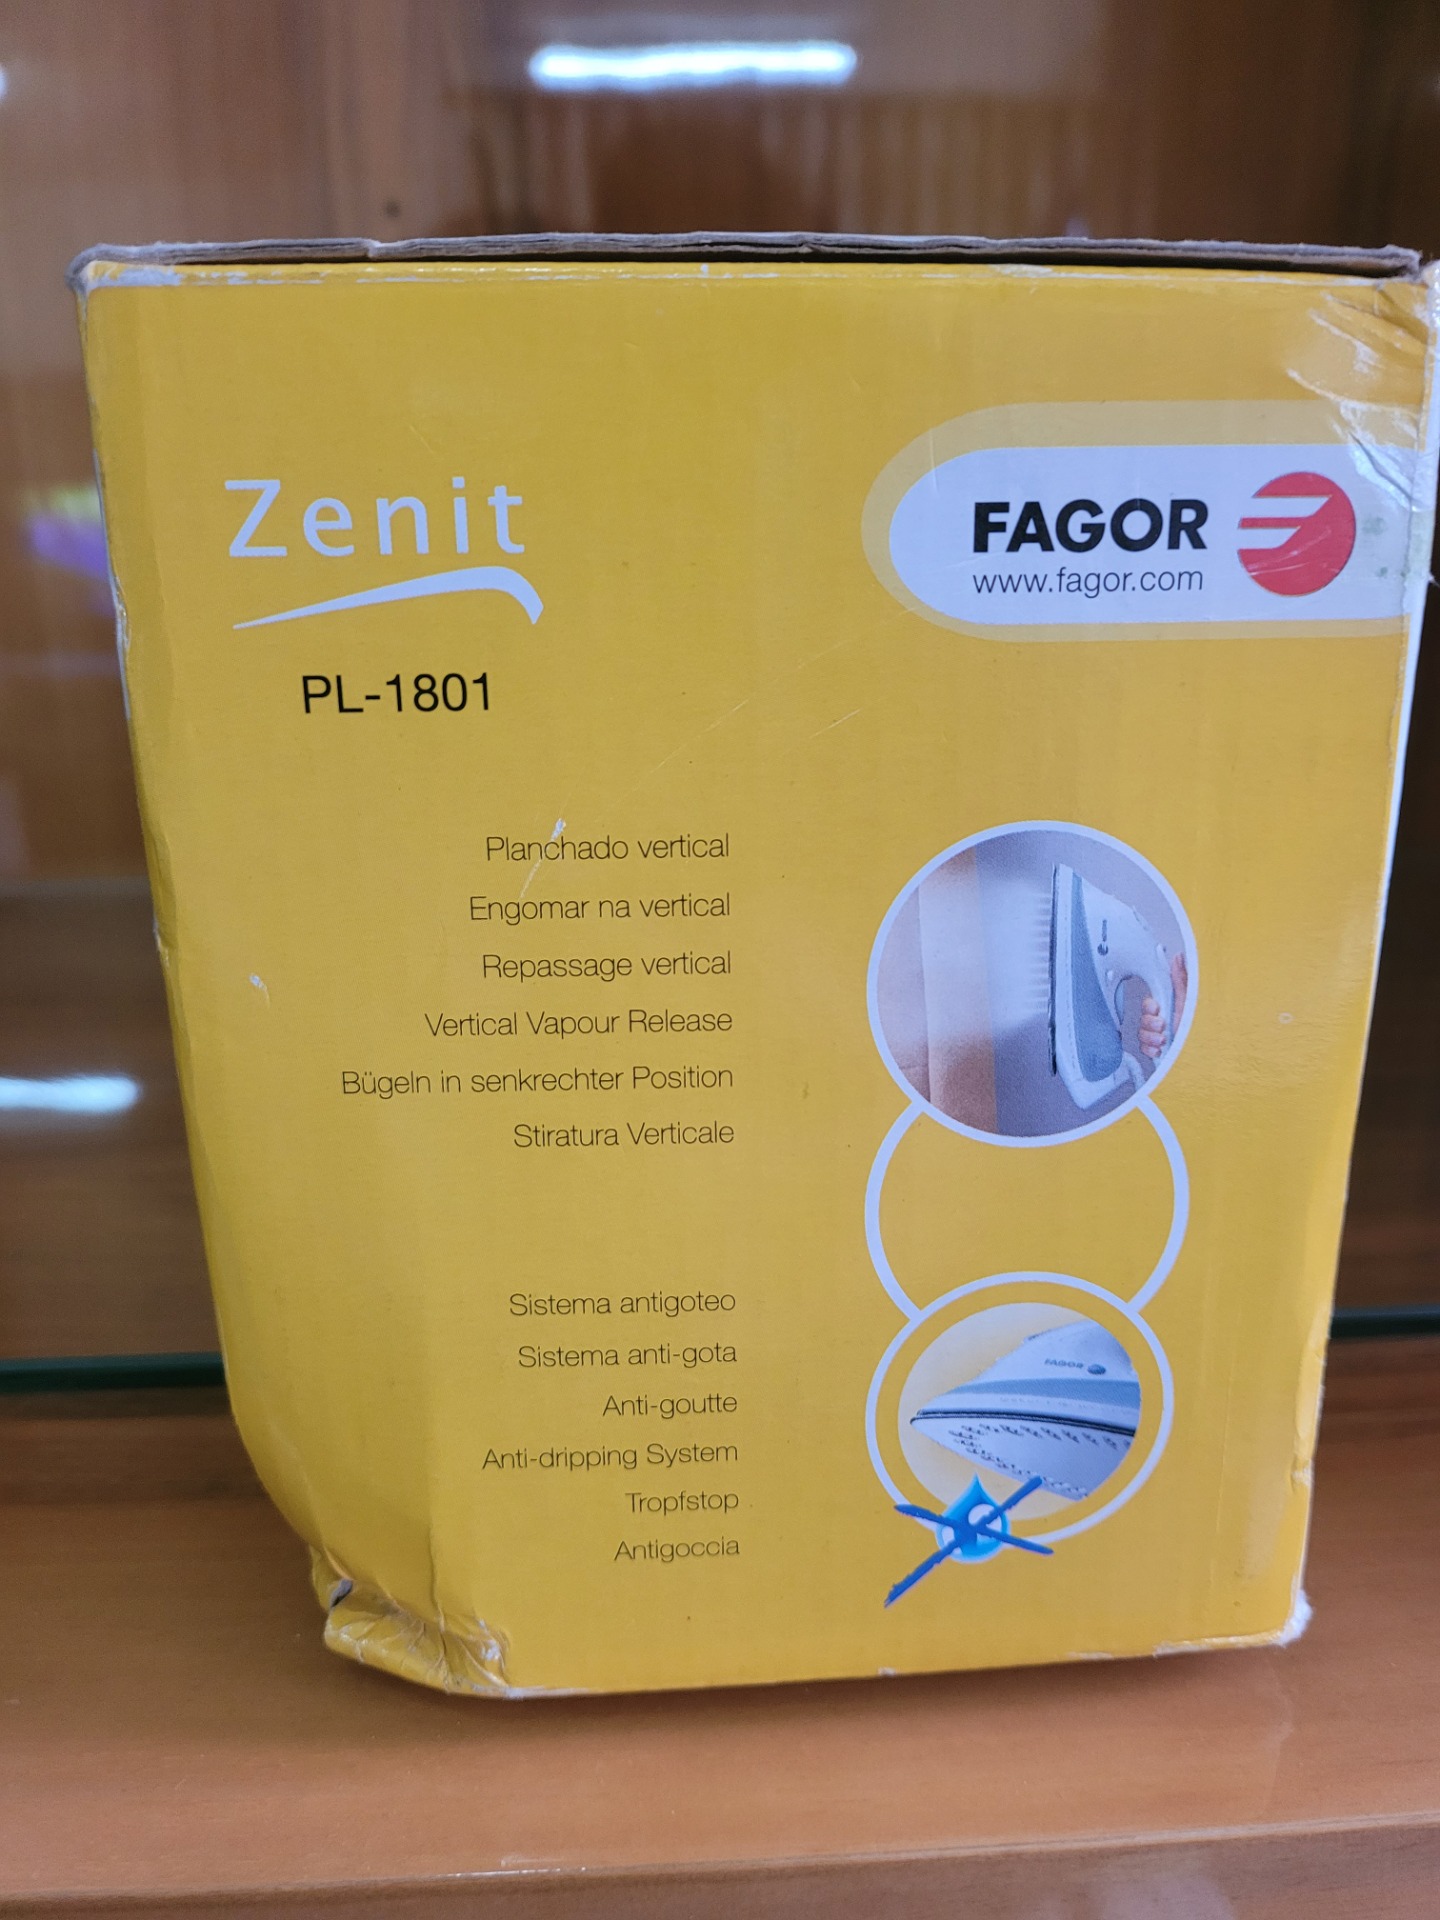 Zenit
FAGOR
www.fagor.com
PL-1801
Planchado vertical
Engomar na vertical
Repassage vertical
Vertical Vapour Release
Bügeln in senkrechter Position
Stiratura Verticale
Sistema antigoteo
Sistema anti-gota
Anti-goutte
Anti-dripping System
Tropfstop
Antigoccia
FAGOR